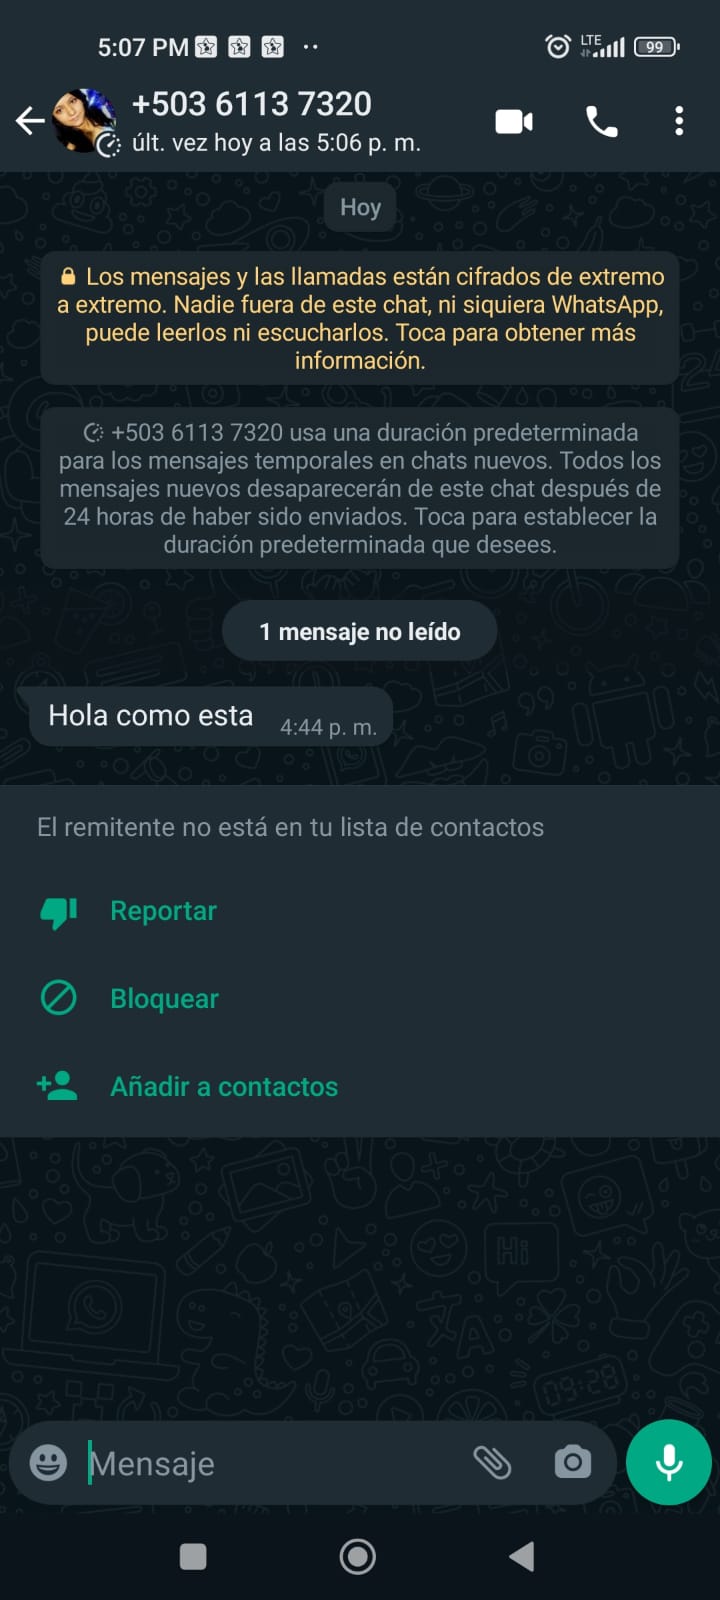 5:07 PM
LTE
99
+503 6113 7320
últ. vez hoy a las 5:06 p. m.
Hoy
Los mensajes y las llamadas están cifrados de extremo
a extremo. Nadie fuera de este chat, ni siquiera WhatsApp,
puede leerlos ni escucharlos. Toca para obtener más
información.
+503 6113 7320 usa una duración predeterminada
para los mensajes temporales en chats nuevos. Todos los
mensajes nuevos desaparecerán de este chat después de
24 horas de haber sido enviados. Toca para establecer la
duración predeterminada que desees.
1 mensaje no leído
Hola como esta
4:44 p. m.
El remitente no está en tu lista de contactos
Reportar
Bloquear
Añadir a contactos
Hi
09:28
Mensaje